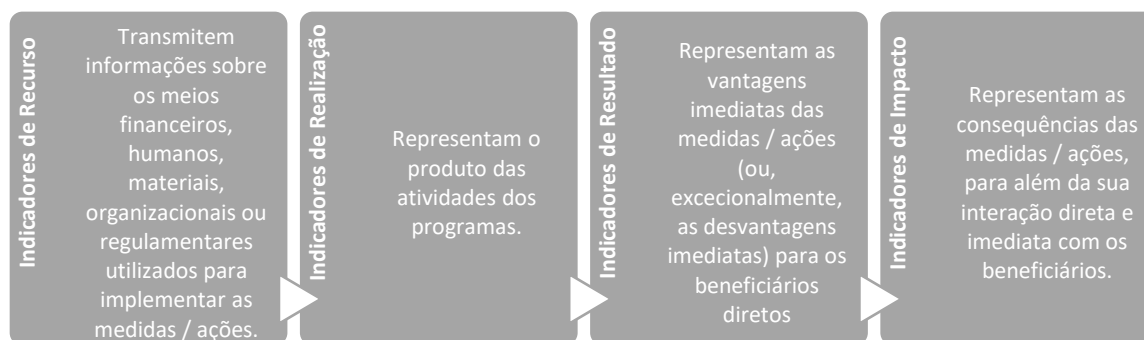 Indicadores de Recurso
Transmitem
informações sobre
os meios
financeiros,
humanos,
materiais,
organizacionais ou
regulamentares
utilizados para
implementar as
medidas / ações.
Indicadores de Realização
Representam o
produto das
atividades dos
programas.
Indicadores de Resultado
Representam as
vantagens
imediatas das
medidas / ações
(ou,
excecionalmente,
as desvantagens
imediatas) para os
beneficiários
diretos
Indicadores de Impacto
Representam as
consequências das
medidas / ações,
para além da sua
interação direta e
imediata com os
beneficiários.